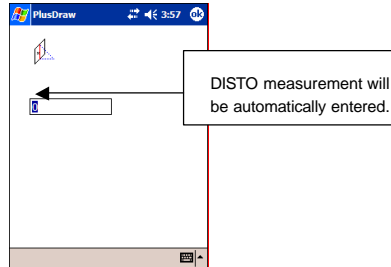 PlusDraw 3:57 ok
DISTO measurement will
be automatically entered.
0